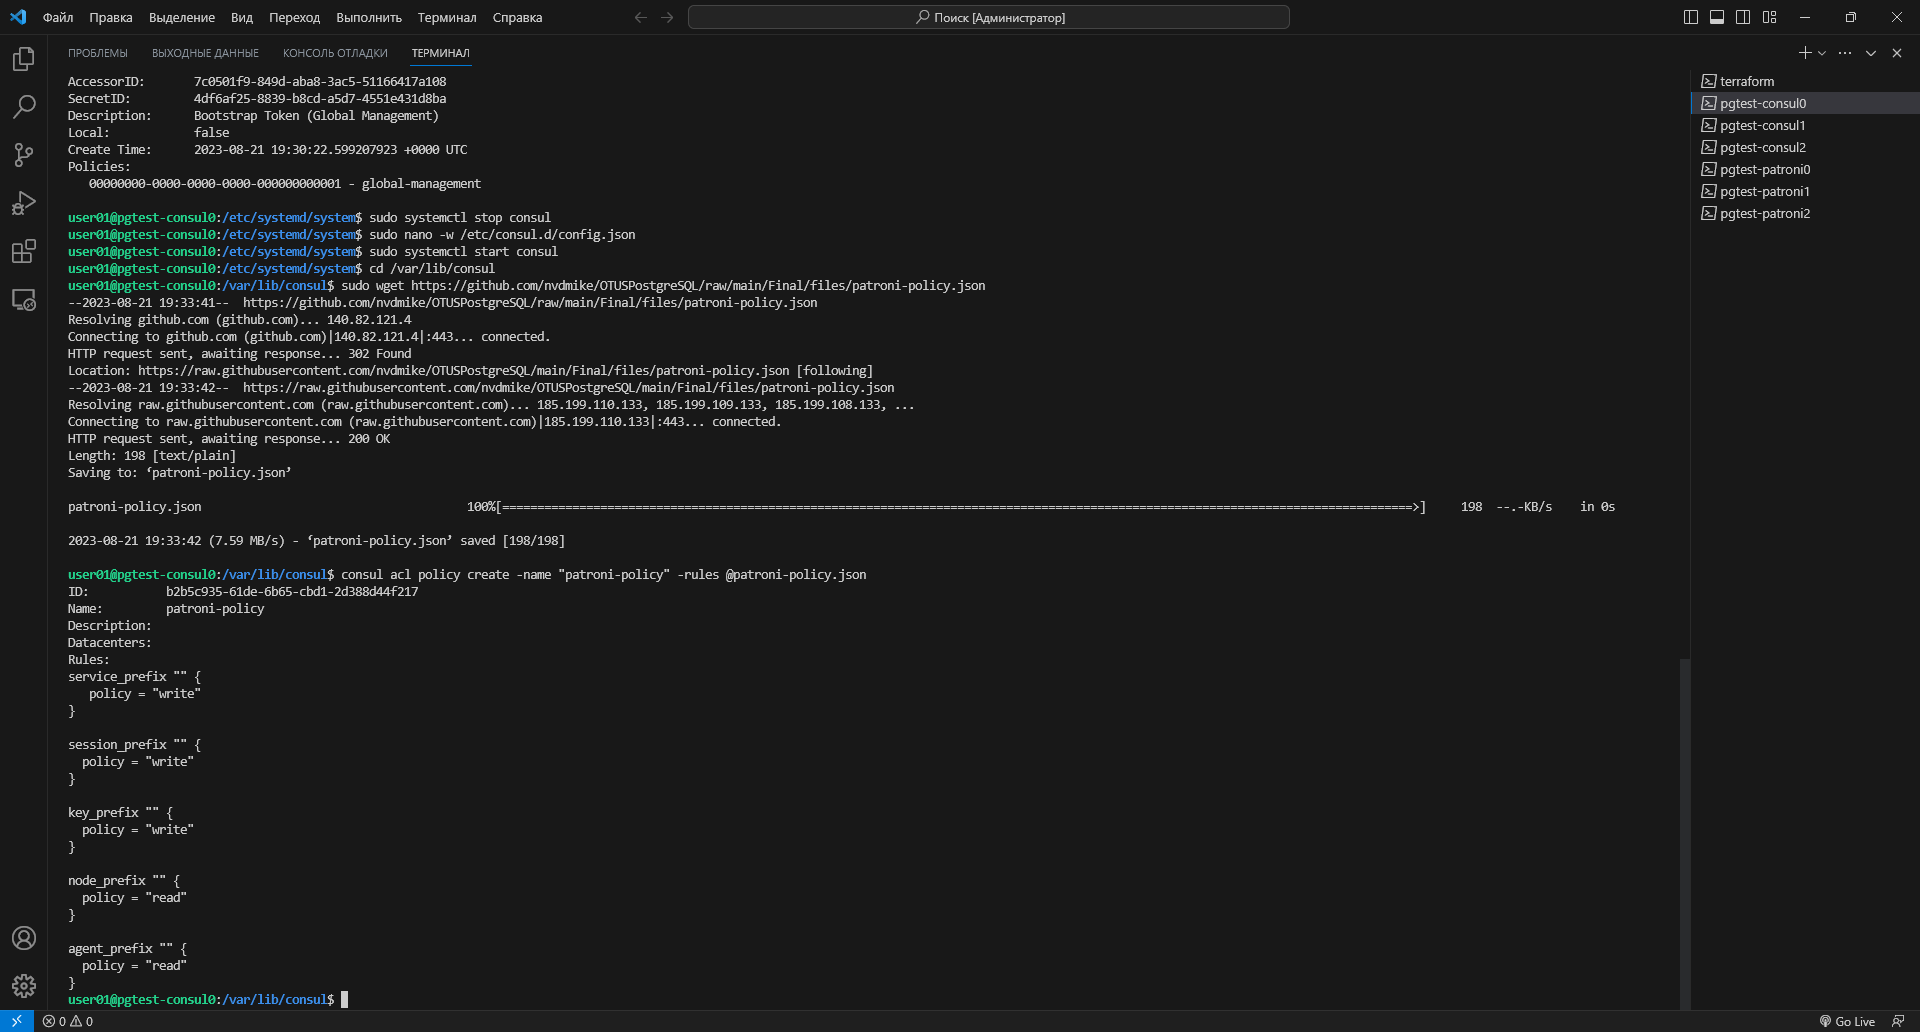 Файл Правка Выделение Вид Переход Выполнить Терминал Справка
Поиск [Администратор]
ПРОБЛЕМЫ ВЫХОДНЫЕ ДАННЫЕ КОНСОЛЬ ОТЛАДКИ ТЕРМИНАЛ
AccessorID:       7c0501f9-849d-aba8-3ac5-51166417a108
SecretID:         4df6af25-8839-b8cd-a5d7-4551e431d8ba
Description:      Bootstrap Token (Global Management)
Local:            false
Create Time:      2023-08-21 19:30:22.599207923 +0000 UTC
Policies:
   00000000-0000-0000-0000-000000000001 - global-management
user01@pgtest-consul0:/etc/systemd/system$ sudo systemctl stop consul
user01@pgtest-consul0:/etc/systemd/system$ sudo nano -w /etc/consul.d/config.json
user01@pgtest-consul0:/etc/systemd/system$ sudo systemctl start consul
user01@pgtest-consul0:/etc/systemd/system$ cd /var/lib/consul
user01@pgtest-consul0:/var/lib/consul$ sudo wget https://github.com/nvdmike/OTUSPostgreSQL/raw/main/Final/files/patroni-policy.json
--2023-08-21 19:33:41--  https://github.com/nvdmike/OTUSPostgreSQL/raw/main/Final/files/patroni-policy.json
Resolving github.com (github.com)... 140.82.121.4
Connecting to github.com (github.com)|140.82.121.4|:443... connected.
HTTP request sent, awaiting response... 302 Found
Location: https://raw.githubusercontent.com/nvdmike/OTUSPostgreSQL/main/Final/files/patroni-policy.json [following]
--2023-08-21 19:33:42--  https://raw.githubusercontent.com/nvdmike/OTUSPostgreSQL/main/Final/files/patroni-policy.json
Resolving raw.githubusercontent.com (raw.githubusercontent.com)... 185.199.110.133, 185.199.109.133, 185.199.108.133, ...
Connecting to raw.githubusercontent.com (raw.githubusercontent.com)|185.199.110.133|:443... connected.
HTTP request sent, awaiting response... 200 OK
Length: 198 [text/plain]
Saving to: ‘patroni-policy.json’
patroni-policy.json 100%[==================================================================================================================================>] 198 --.-KB/s in 0s
2023-08-21 19:33:42 (7.59 MB/s) - ‘patroni-policy.json’ saved [198/198]
user01@pgtest-consul0:/var/lib/consul$ consul acl policy create -name "patroni-policy" -rules @patroni-policy.json
ID:           b2b5c935-61de-6b65-cbd1-2d388d44f217
Name:         patroni-policy
Description:
Datacenters:
Rules:
service_prefix "" {
   policy = "write"
}
session_prefix "" {
  policy = "write"
}
key_prefix "" {
  policy = "write"
}
node_prefix "" {
  policy = "read"
}
agent_prefix "" {
  policy = "read"
}
user01@pgtest-consul0:/var/lib/consul$
terraform
pgtest-consul0
pgtest-consul1
pgtest-consul2
pgtest-patroni0
pgtest-patroni1
pgtest-patroni2
0 0
Go Live